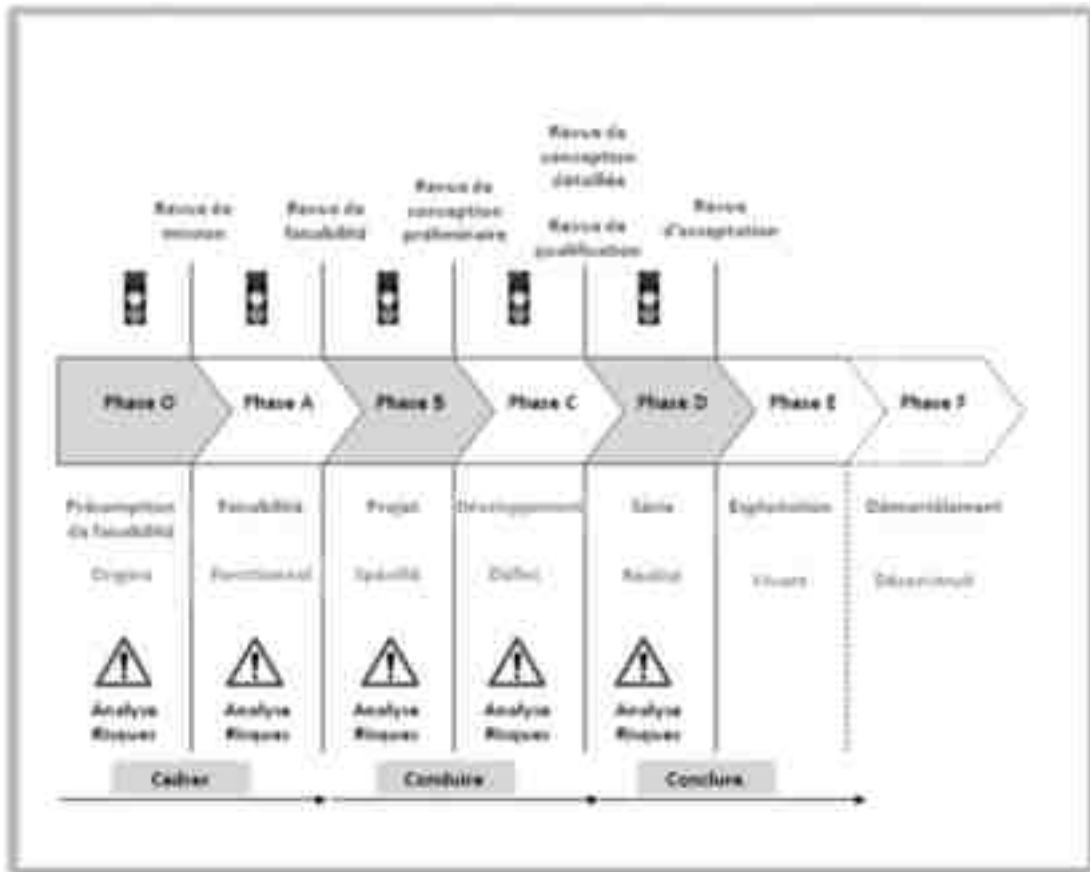 Revue de
conception
détaillée
Revue de
mission
Revue de
faisabilité
Revue de
conception
préliminaire
Revue de
qualification
Revue
d'acceptation
Phase O
Phase A
Phase B
Phase C
Phase D
Phase E
Phase F
Présomption
de faisabilité
Faisabilité
Projet
Développement
Série
Exploitation
Démantèlement
Origine
Fonctionnel
Spécifié
Défini
Réalisé
Vivant
Analyse
Risques
Analyse
Risques
Analyse
Risques
Analyse
Risques
Analyse
Risques
Cadrer
Conduire
Conclure